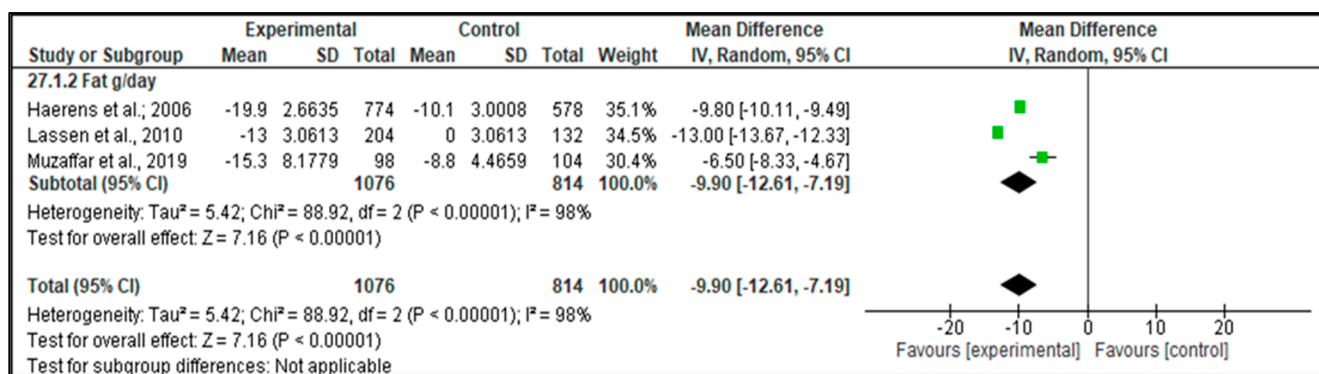 Experimental Control Mean Difference Mean Difference
Study or Subgroup Mean SD Total Mean SD Total Weight IV, Random, 95% CI IV, Random, 95% CI
27.1.2 Fat g/day
Haerens et al.; 2006 -19.9 2.6635 774 -10.1 3.0008 578 35.1% -9.80 [-10.11, -9.49]
Lassen et al., 2010 -13 3.0613 204 0 3.0613 132 34.5% -13.00 [-13.67, -12.33]
Muzaffar et al., 2019 -15.3 8.1779 98 -8.8 4.4659 104 30.4% -6.50 [-8.33, -4.67]
Subtotal (95% CI) 1076 814 100.0% -9.90 [-12.61, -7.19]
Heterogeneity: Tau² = 5.42; Chi² = 88.92, df = 2 (P < 0.00001); I² = 98%
Test for overall effect: Z = 7.16 (P < 0.00001)
Total (95% CI) 1076 814 100.0% -9.90 [-12.61, -7.19]
Heterogeneity: Tau² = 5.42; Chi² = 88.92, df = 2 (P < 0.00001); I² = 98%
Test for overall effect: Z = 7.16 (P < 0.00001)
Test for subgroup differences: Not applicable
-20 -10 0 10 20
Favours [experimental] Favours [control]